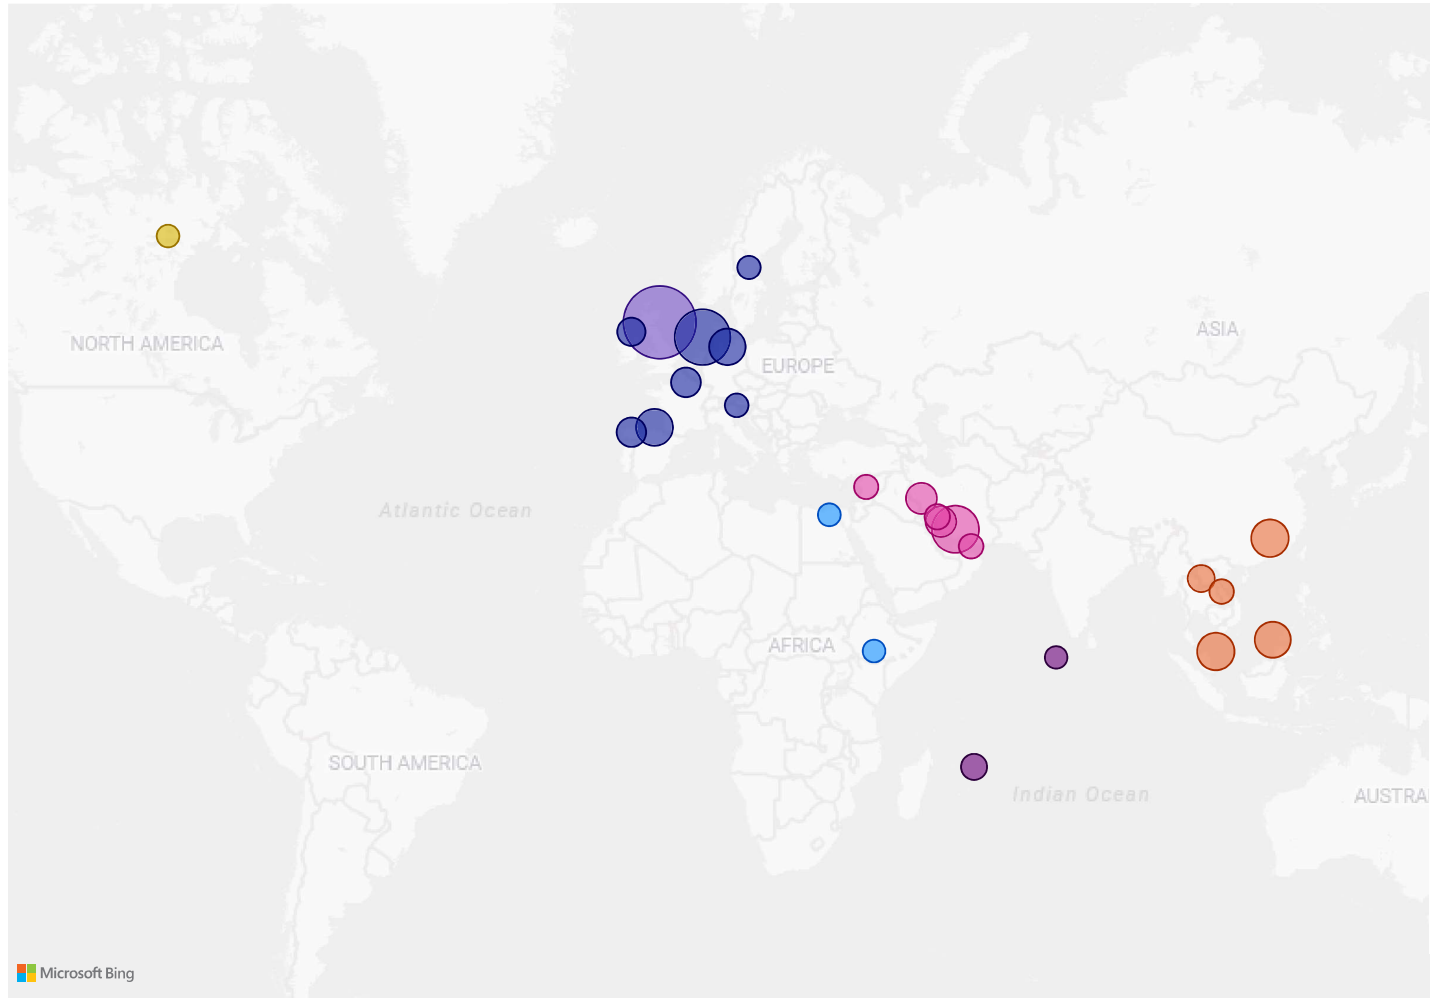 ASIA
NORTH AMERICA
EUROPE
Atlantic Ocean
AFRICA
SOUTH AMERICA
Indian Ocean
AUSTRA
Microsoft Bing